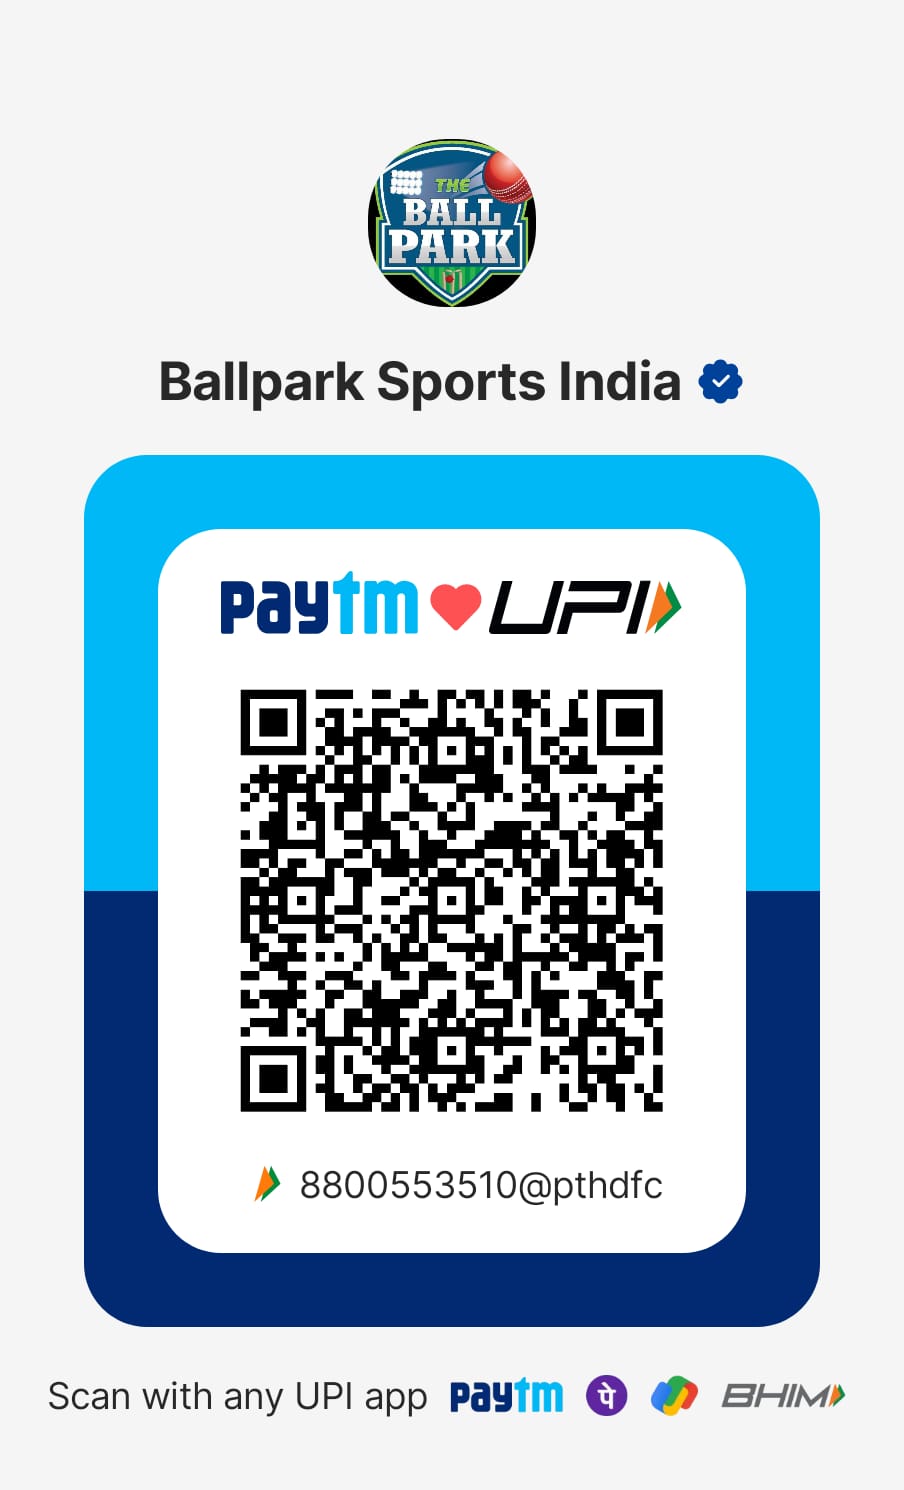 THE
BALL
PARK
Ballpark Sports India
paytm UPI
8800553510@pthdfc
Scan with any UPI app paytm पे BHIM